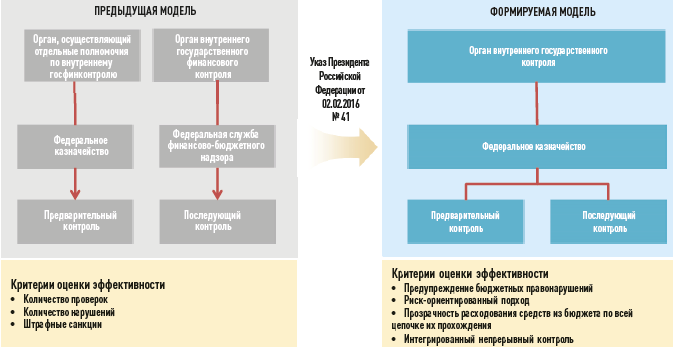 ПРЕДЫДУЩАЯ МОДЕЛЬ
Орган, осуществляющий
отдельные полномочия
по внутреннему
госфинконтролю
Орган внутреннего
государственного
финансового
контроля
Федеральное
казначейство
Федеральная служба
финансово-бюджетного
надзора
Предварительный
контроль
Последующий
контроль
Критерии оценки эффективности
• Количество проверок
• Количество нарушений
• Штрафные санкции
Указ Президента
Российской
Федерации от
02.02.2016
№ 41
ФОРМИРУЕМАЯ МОДЕЛЬ
Орган внутреннего государственного
контроля
Федеральное казначейство
Предварительный
контроль
Последующий
контроль
Критерии оценки эффективности
• Предупреждение бюджетных правонарушений
• Риск-ориентированный подход
• Прозрачность расходования средств из бюджета по всей
цепочке их прохождения
• Интегрированный непрерывный контроль